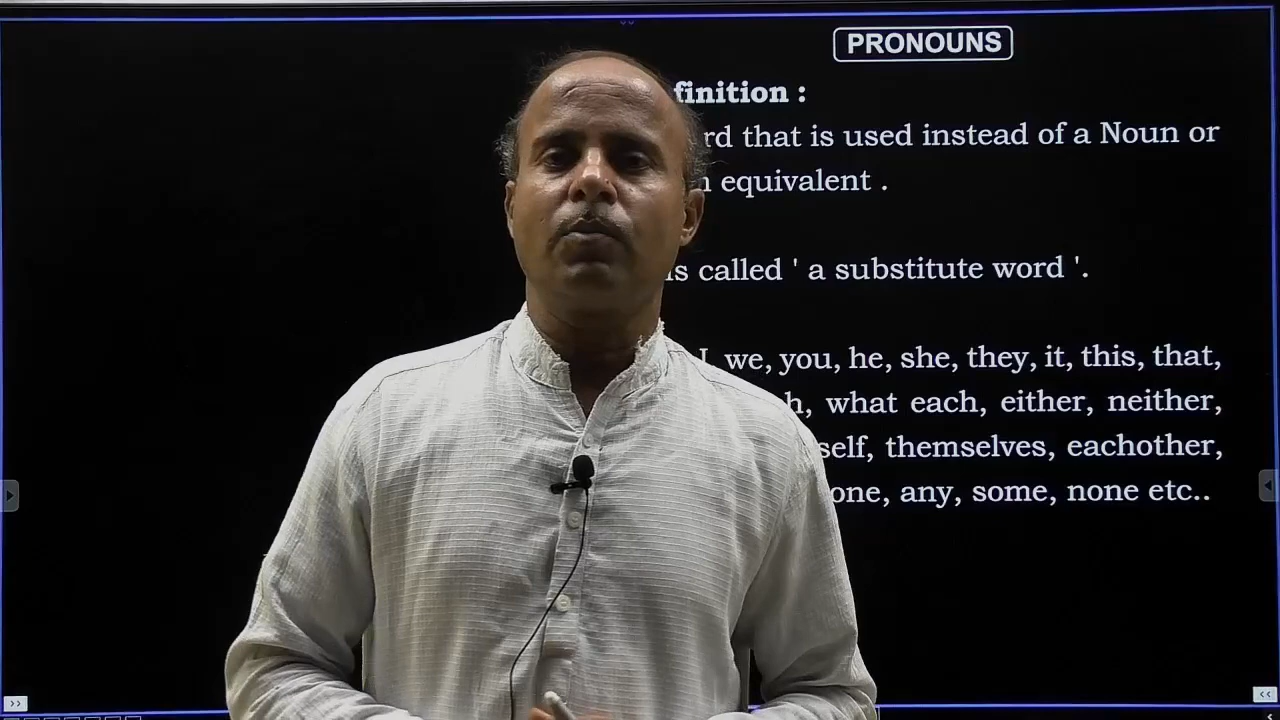 PRONOUNS
finition :
rd that is used instead of a Noun or
n equivalent .
is called ' a substitute word '.
I, we, you, he, she, they, it, this, that,
h, what each, either, neither,
self, themselves, eachother,
one, any, some, none etc..